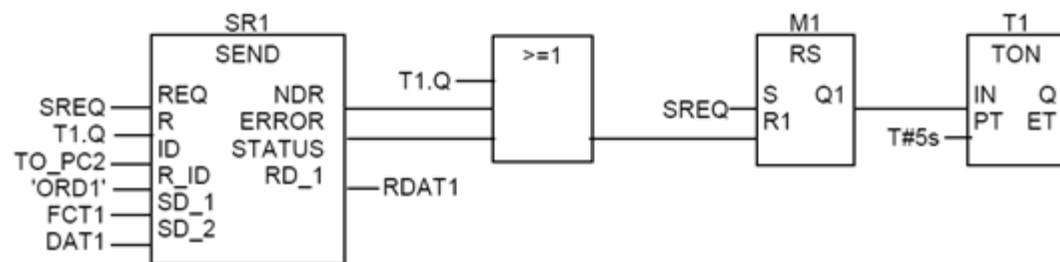 SR1
SEND
SREQ REQ NDR
T1.Q R ERROR
TO_PC2 ID STATUS
'ORD1' R_ID RD_1 RDAT1
FCT1 SD_1
DAT1 SD_2
>=1
T1.Q
M1
RS
SREQ S Q1
R1
T1
TON
IN Q
T#5s PT ET